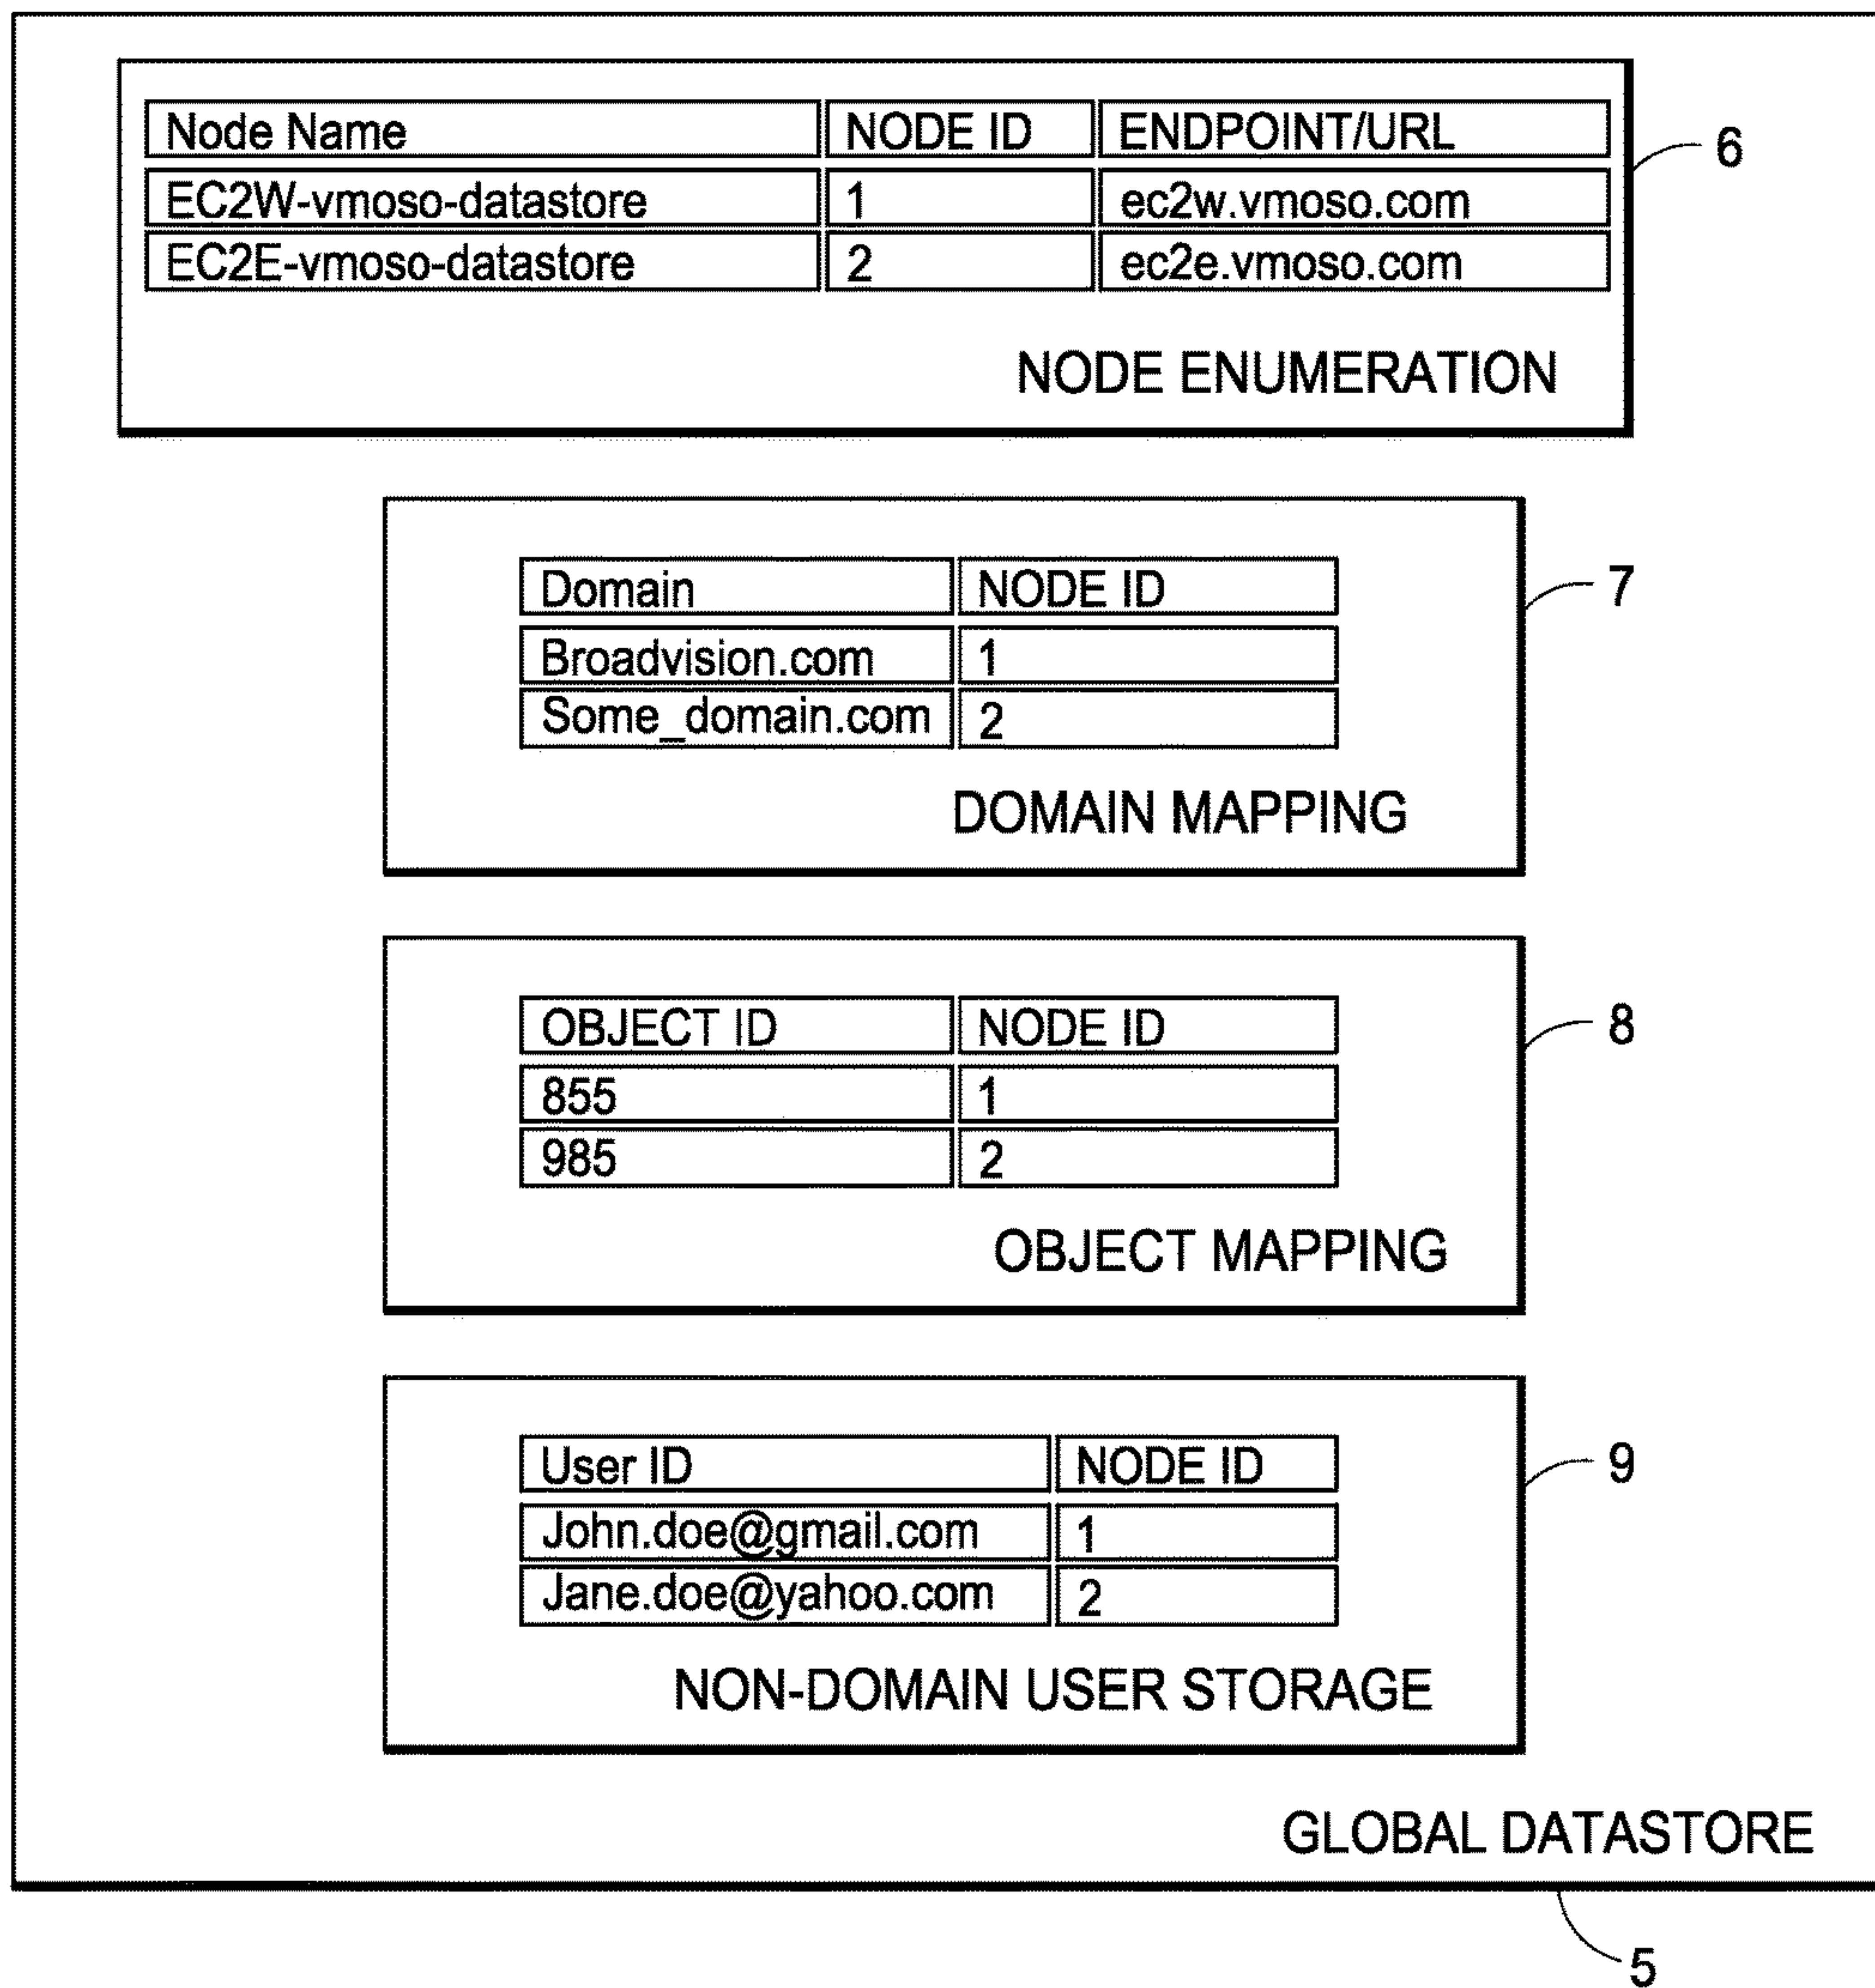 Node Name NODE ID ENDPOINT/URL
EC2W-vmoso-datastore 1 ec2w.vmoso.com
EC2E-vmoso-datastore 2 ec2e.vmoso.com
NODE ENUMERATION
6
Domain NODE ID
Broadvision.com 1
Some_domain.com 2
DOMAIN MAPPING
7
OBJECT ID NODE ID
855 1
985 2
OBJECT MAPPING
8
User ID NODE ID
John.doe@gmail.com 1
Jane.doe@yahoo.com 2
NON-DOMAIN USER STORAGE
9
GLOBAL DATASTORE
5